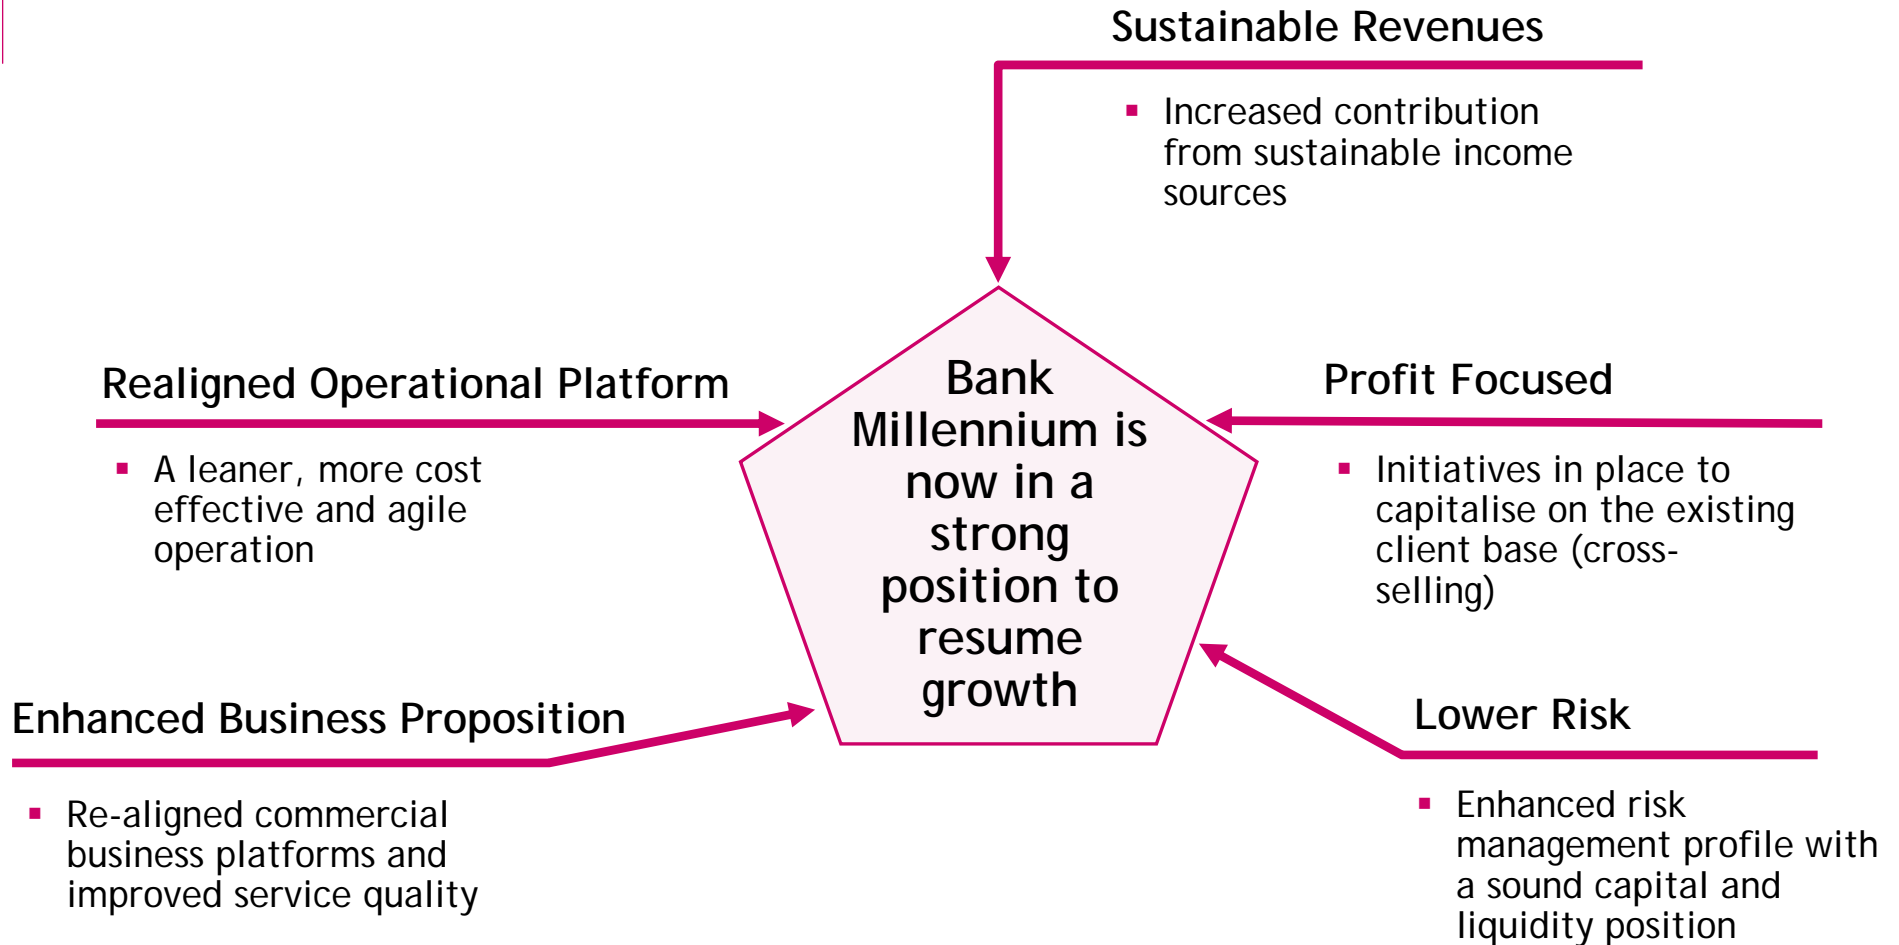 Sustainable Revenues
▪ Increased contribution
from sustainable income
sources
Realigned Operational Platform
▪ A leaner, more cost
effective and agile
operation
Bank
Millennium is
now in a
strong
position to
resume
growth
Profit Focused
▪ Initiatives in place to
capitalise on the existing
client base (cross-
selling)
Enhanced Business Proposition
▪ Re-aligned commercial
business platforms and
improved service quality
Lower Risk
▪ Enhanced risk
management profile with
a sound capital and
liquidity position